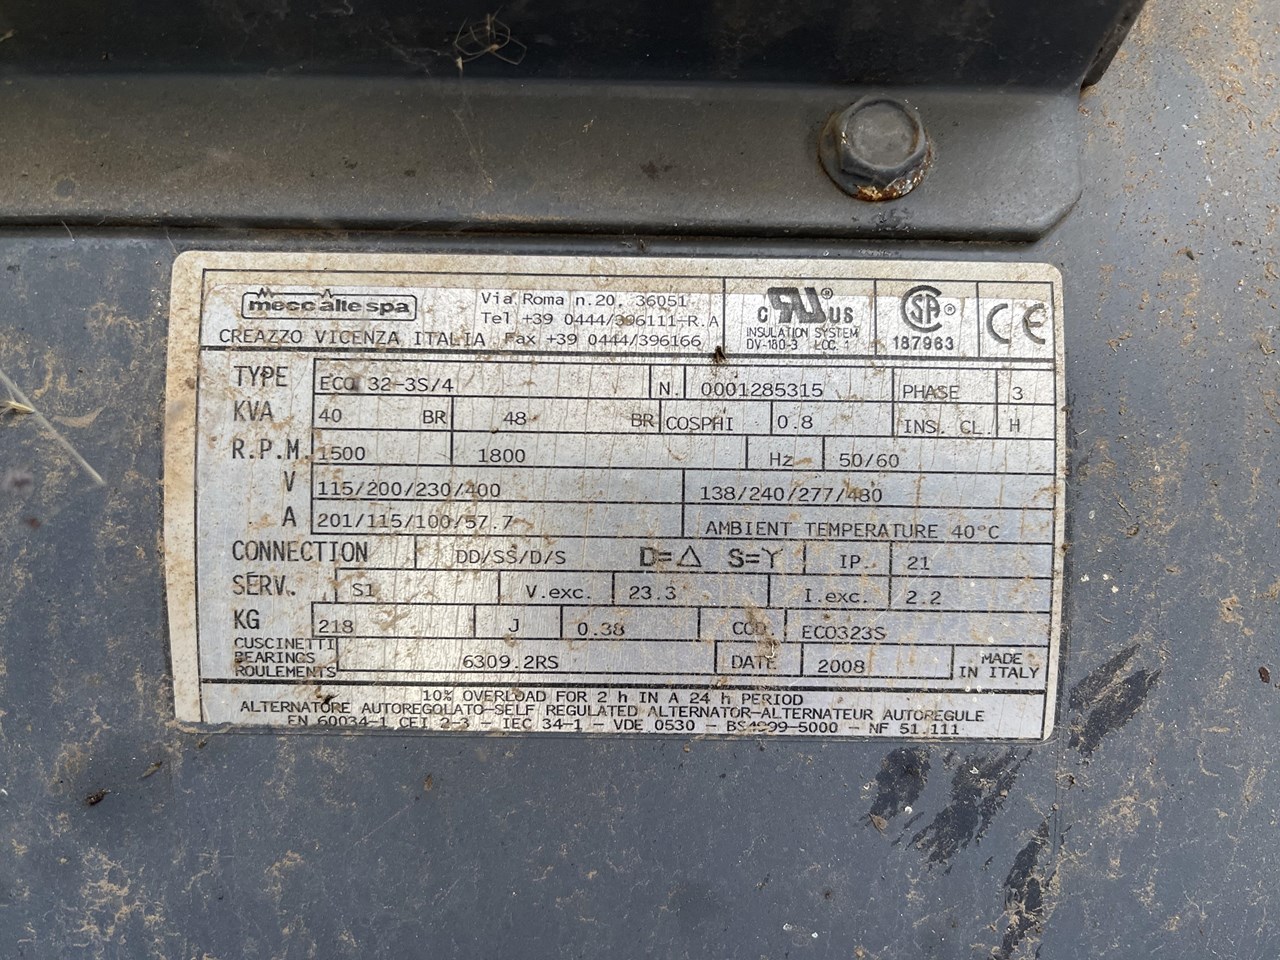 mecc alte spa
Via Roma n.20, 36051
Tel +39 0444/396111-R.A
CREAZZO VICENZA ITALIA Fax +39 0444/396166
C RU ® US
INSULATION SYSTEM
DV-180-3 LOC. 1
SA ®
187963
CE
TYPE ECO 32-3S/4 N. 0001285315 PHASE 3
KVA 40 BR 48 BR COSPHI 0.8 INS. CL. H
R.P.M. 1500 1800 Hz 50/60
V 115/200/230/400 138/240/277/480
A 201/115/100/57.7 AMBIENT TEMPERATURE 40°C
CONNECTION DD/SS/D/S D=△ S=Y IP 21
SERV. S1 V.exc. 23.3 I.exc. 2.2
KG 218 J 0.38 COD. ECO323S
CUSCINETTI
BEARINGS
ROULEMENTS
6309.2RS DATE 2008 MADE
IN ITALY
10% OVERLOAD FOR 2 h IN A 24 h PERIOD
ALTERNATORE AUTOREGOLATO-SELF REGULATED ALTERNATOR-ALTERNATEUR AUTOREGULE
EN 60034-1 CEI 2-3 - IEC 34-1 - VDE 0530 - BS4999-5000 - NF 51.111